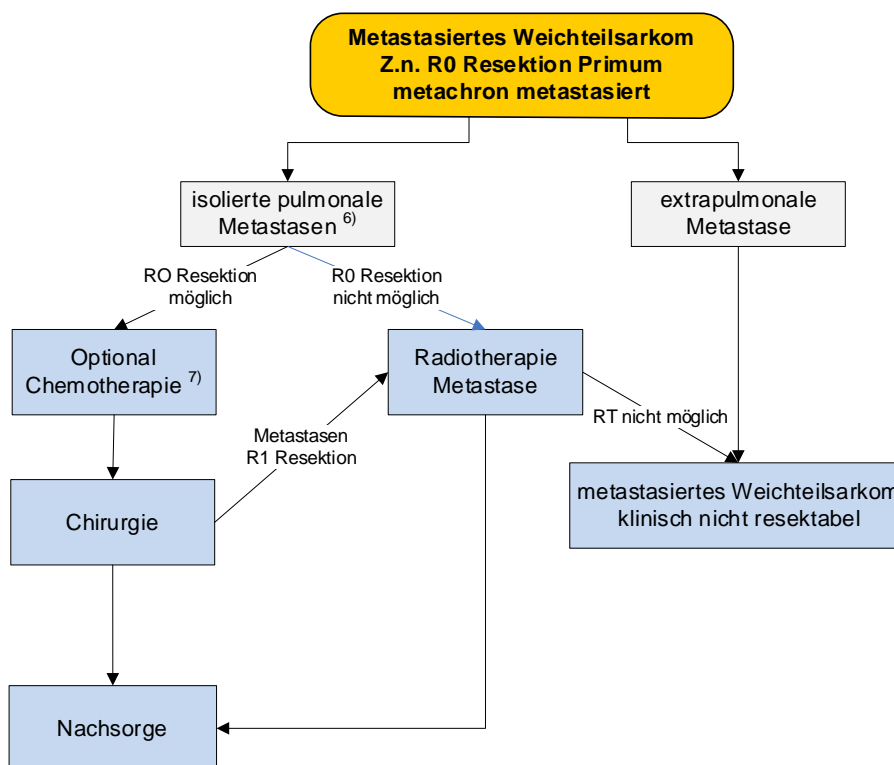 Metastasiertes Weichteilsarkom
Z.n. R0 Resektion Primum
metachron metastasiert
isolierte pulmonale
Metastasen 6)
extrapulmonale
Metastase
RO Resektion
möglich
R0 Resektion
nicht möglich
Optional
Chemotherapie 7)
Radiotherapie
Metastase
RT nicht möglich
Metastasen
R1 Resektion
metastasiertes Weichteilsarkom
klinisch nicht resektabel
Chirurgie
Nachsorge